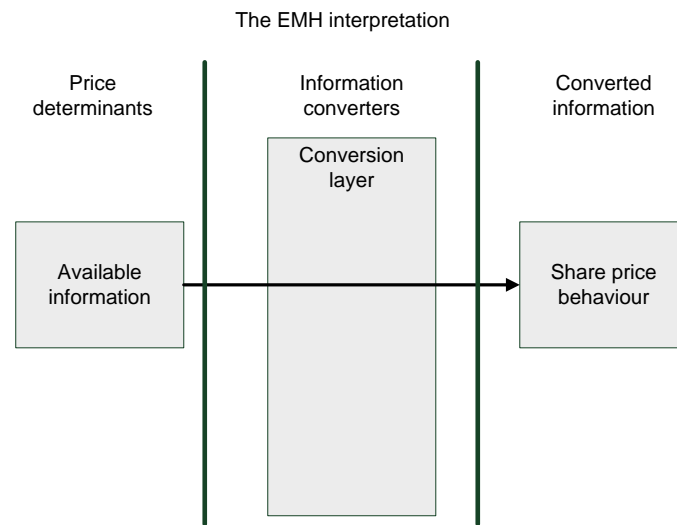 The EMH interpretation
Price
determinants
Information
converters
Converted
information
Conversion
layer
Available
information
Share price
behaviour